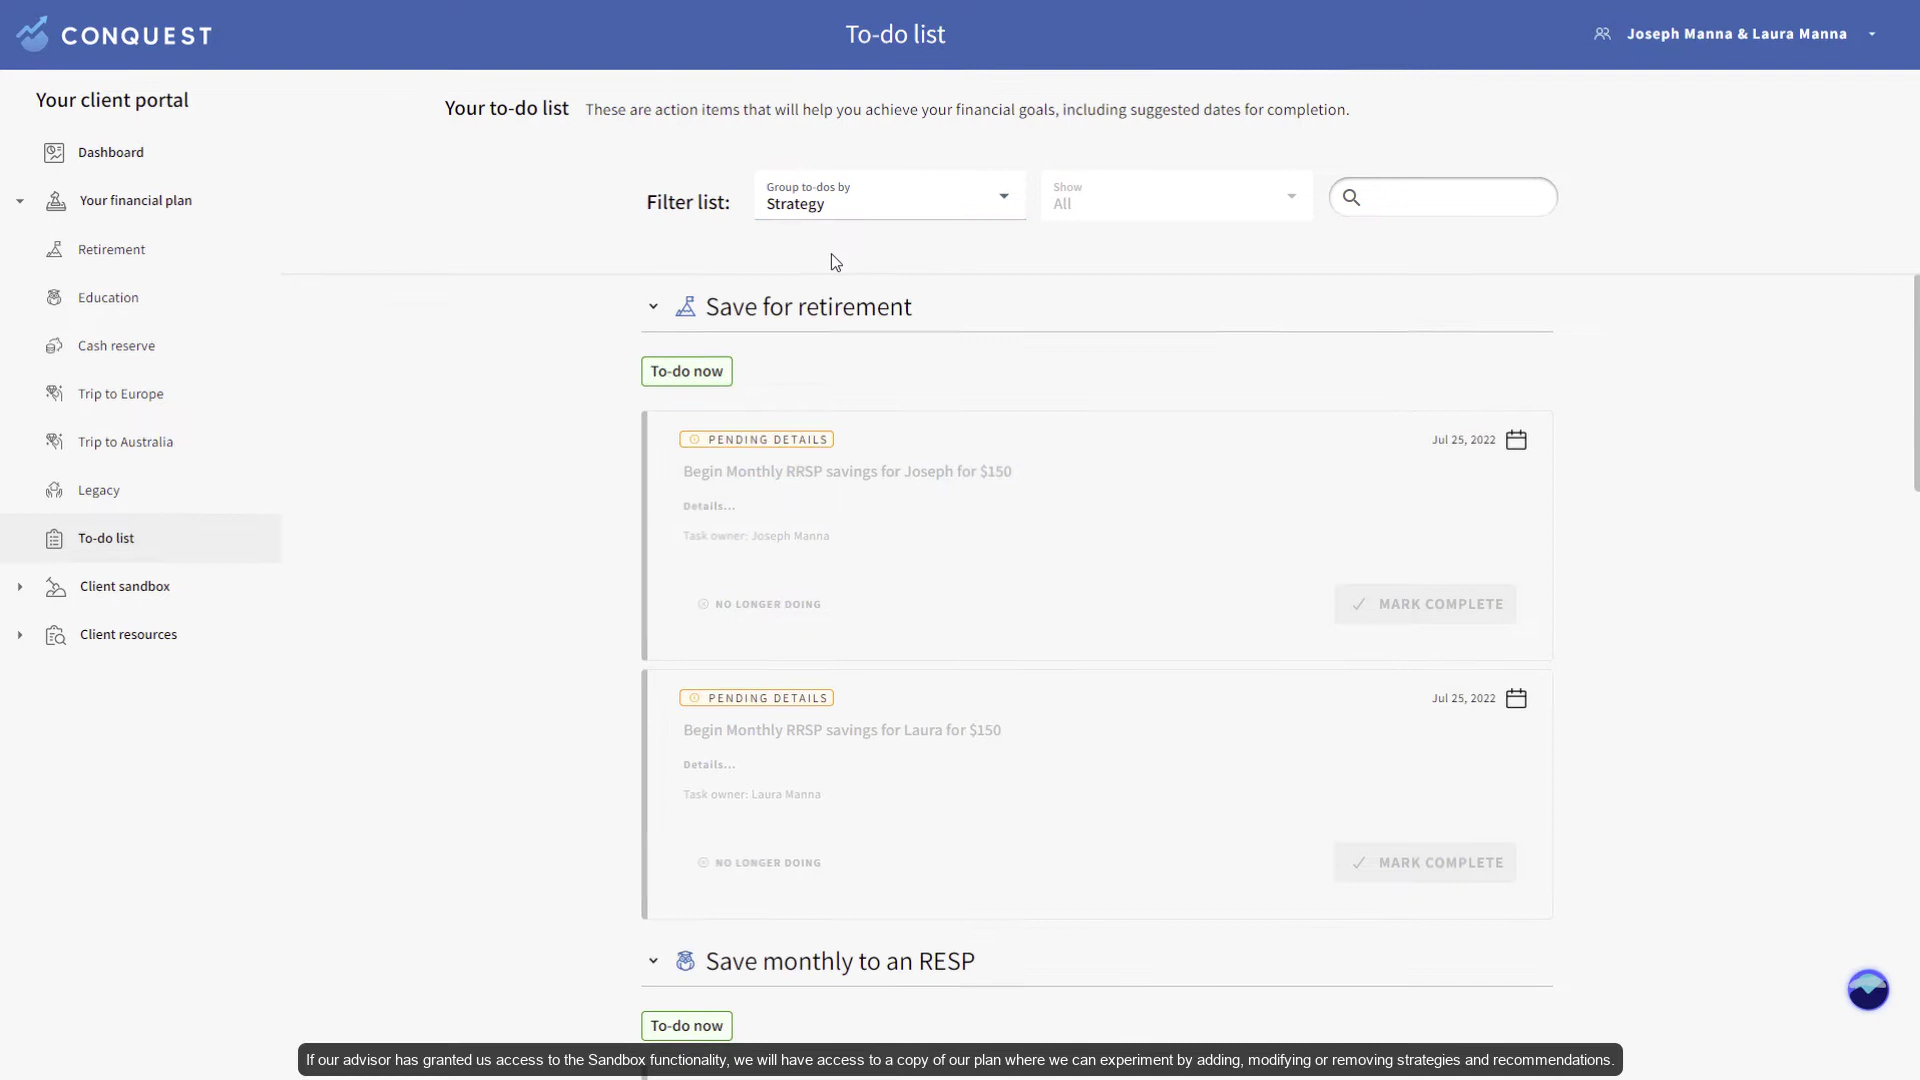 CONQUEST
To-do list
Joseph Manna & Laura Manna
Your client portal
Dashboard
Your financial plan
Retirement
Education
Cash reserve
Trip to Europe
Trip to Australia
Legacy
To-do list
Client sandbox
Client resources
Your to-do list These are action items that will help you achieve your financial goals, including suggested dates for completion.
Filter list:
Group to-dos by
Strategy
Show
All
Save for retirement
To-do now
PENDING DETAILS
Jul 25, 2022
Begin Monthly RRSP savings for Joseph for $150
Details...
Task owner: Joseph Manna
NO LONGER DOING
MARK COMPLETE
PENDING DETAILS
Jul 25, 2022
Begin Monthly RRSP savings for Laura for $150
Details...
Task owner: Laura Manna
NO LONGER DOING
MARK COMPLETE
Save monthly to an RESP
To-do now
If our advisor has granted us access to the Sandbox functionality, we will have access to a copy of our plan where we can experiment by adding, modifying or removing strategies and recommendations.